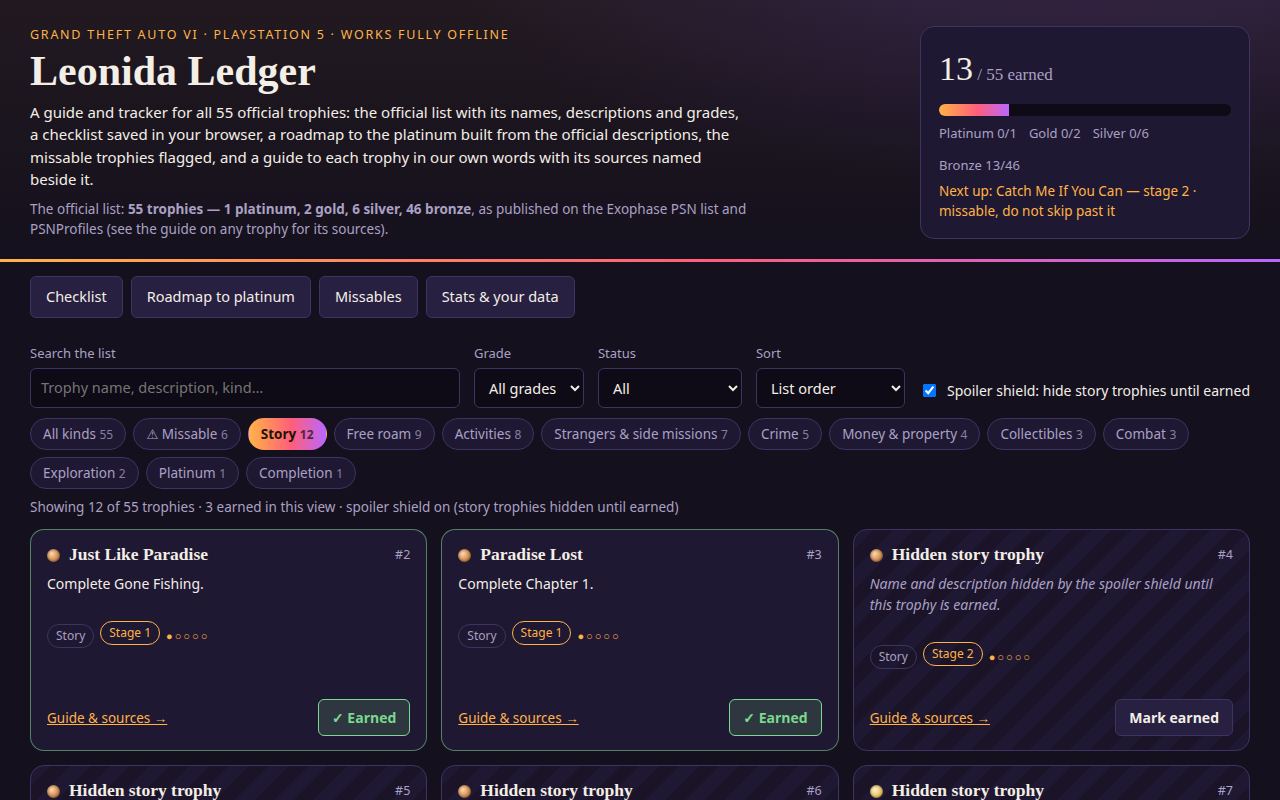 GRAND THEFT AUTO VI · PLAYSTATION 5 · WORKS FULLY OFFLINE
Leonida Ledger
A guide and tracker for all 55 official trophies: the official list with its names, descriptions and grades,
a checklist saved in your browser, a roadmap to the platinum built from the official descriptions, the
missable trophies flagged, and a guide to each trophy in our own words with its sources named
beside it.
The official list: 55 trophies — 1 platinum, 2 gold, 6 silver, 46 bronze, as published on the Exophase PSN list and
PSNProfiles (see the guide on any trophy for its sources).
13 / 55 earned
Platinum 0/1 Gold 0/2 Silver 0/6
Bronze 13/46
Next up: Catch Me If You Can — stage 2 ·
missable, do not skip past it
Checklist Roadmap to platinum Missables Stats & your data
Search the list Grade Status Sort
Trophy name, description, kind... All grades All List order Spoiler shield: hide story trophies until earned
All kinds 55 ⚠ Missable 6 Story 12 Free roam 9 Activities 8 Strangers & side missions 7 Crime 5 Money & property 4 Collectibles 3 Combat 3
Exploration 2 Platinum 1 Completion 1
Showing 12 of 55 trophies · 3 earned in this view · spoiler shield on (story trophies hidden until earned)
Just Like Paradise #2
Complete Gone Fishing.
Story Stage 1 ●○○○○
Guide & sources → ✓ Earned
Paradise Lost #3
Complete Chapter 1.
Story Stage 1 ●○○○○
Guide & sources → ✓ Earned
Hidden story trophy #4
Name and description hidden by the spoiler shield until
this trophy is earned.
Story Stage 2 ●○○○○
Guide & sources → Mark earned
Hidden story trophy #5
Hidden story trophy #6
Hidden story trophy #7